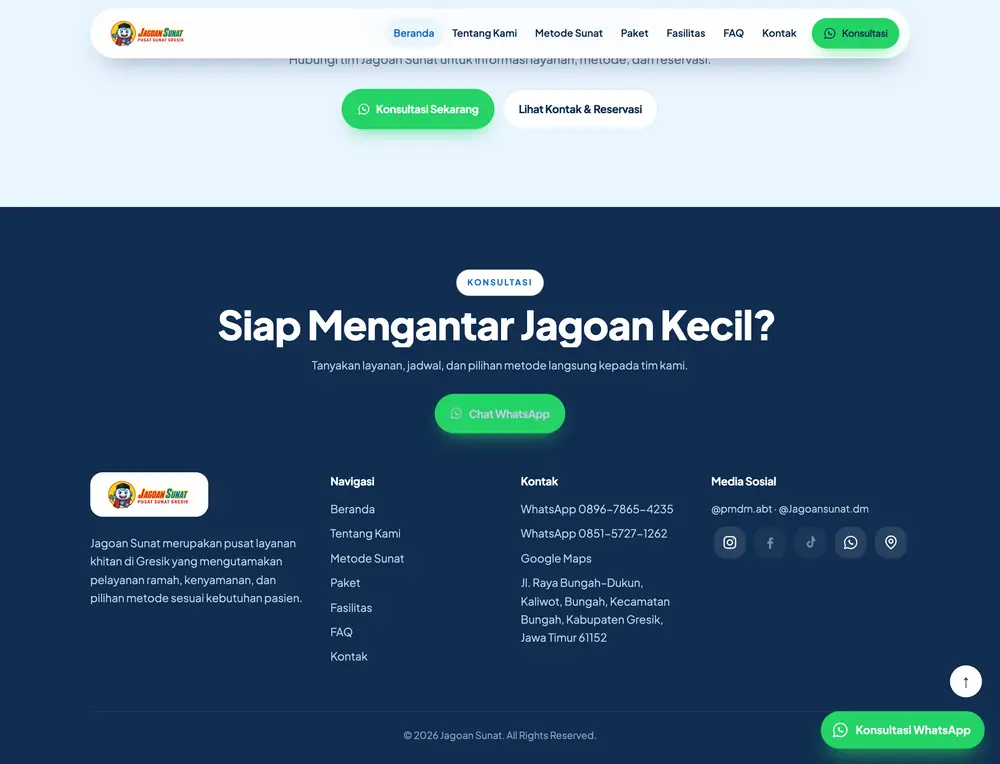 JAGOAN SUNAT
PUSAT SUNAT GRESIK
Beranda
Tentang Kami
Metode Sunat
Paket
Fasilitas
FAQ
Kontak
Konsultasi
Hubungi tim Jagoan Sunat untuk informasi layanan, metode, dan reservasi.
Konsultasi Sekarang
Lihat Kontak & Reservasi
KONSULTASI
Siap Mengantar Jagoan Kecil?
Tanyakan layanan, jadwal, dan pilihan metode langsung kepada tim kami.
Chat WhatsApp
JAGOAN SUNAT
PUSAT SUNAT GRESIK
Jagoan Sunat merupakan pusat layanan
khitan di Gresik yang mengutamakan
pelayanan ramah, kenyamanan, dan
pilihan metode sesuai kebutuhan pasien.
Navigasi
Beranda
Tentang Kami
Metode Sunat
Paket
Fasilitas
FAQ
Kontak
Kontak
WhatsApp 0896-7865-4235
WhatsApp 0851-5727-1262
Google Maps
Jl. Raya Bungah–Dukun,
Kaliwot, Bungah, Kecamatan
Bungah, Kabupaten Gresik,
Jawa Timur 61152
Media Sosial
@pmdm.abt · @Jagoansunat.dm
↑
Konsultasi WhatsApp
© 2026 Jagoan Sunat. All Rights Reserved.